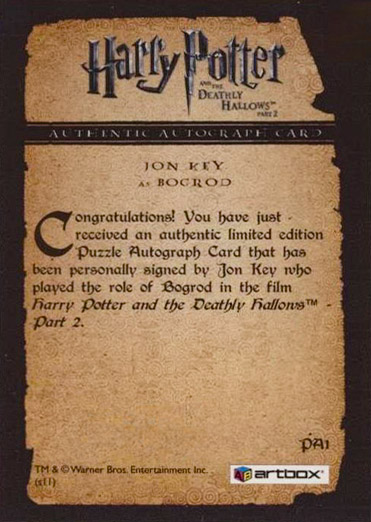 Harry Potter
AND THE
DEATHLY
HALLOWS™
PART 2
AUTHENTIC AUTOGRAPH CARD
JON KEY
AS BOGROD
Congratulations! You have just -
received an authentic limited edition
Puzzle Autograph Card that has
been personally signed by Jon Key who
played the role of Bogrod in the film
Harry Potter and the Deathly Hallows™ -
Part 2.
PA1
TM & © Warner Bros. Entertainment Inc.
(s11)
artbox®